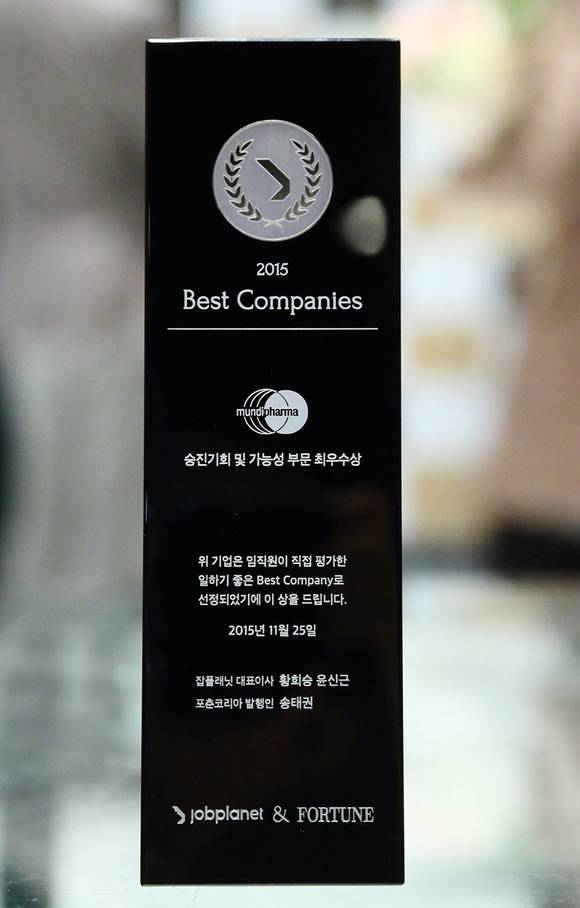 2015
Best Companies
mundipharma
승진기회 및 가능성 부문 최우수상
위 기업은 임직원이 직접 평가한
일하기 좋은 Best Company로
선정되었기에 이 상을 드립니다.
2015년 11월 25일
잡플래닛 대표이사 황희승 윤신근
포춘코리아 발행인 송태권
jobplanet & FORTUNE